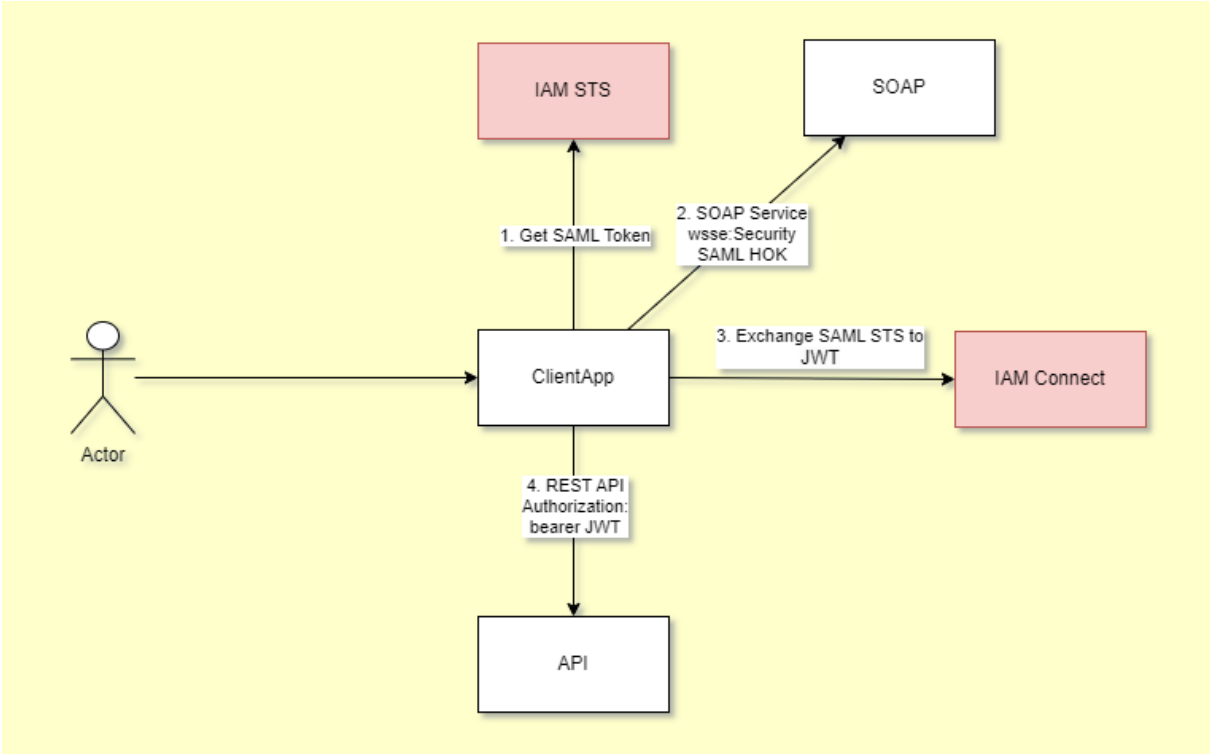 IAM STS
SOAP
2. SOAP Service
wsse:Security
SAML HOK
1. Get SAML Token
3. Exchange SAML STS to
JWT
ClientApp
IAM Connect
Actor
4. REST API
Authorization:
bearer JWT
API